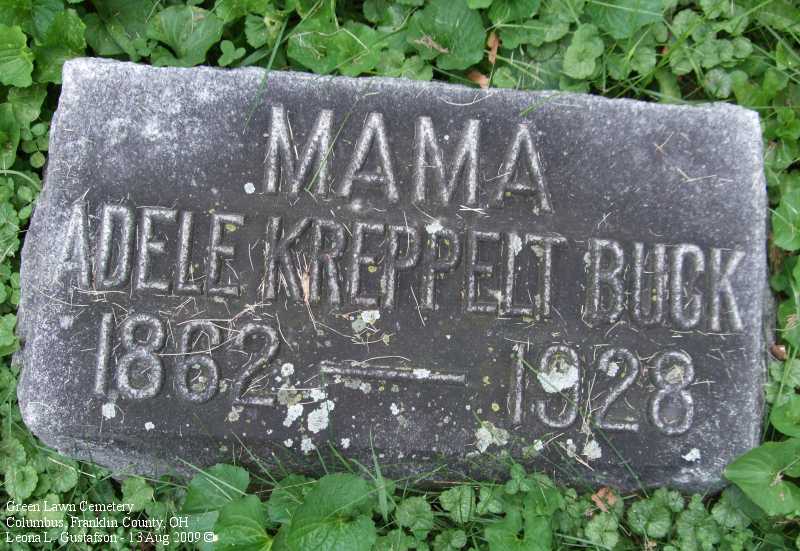 MAMA
ADELE KREPPELT BUCK
1862 — 1928
Green Lawn Cemetery
Columbus, Franklin County, OH
Leona L. Gustafson - 13 Aug 2009 ©